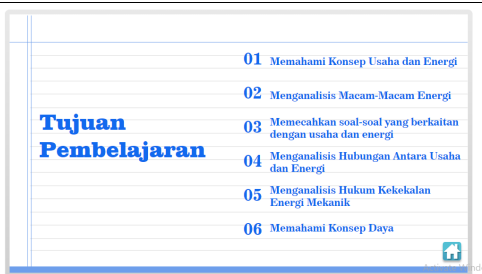 Tujuan
Pembelajaran
01 Memahami Konsep Usaha dan Energi
02 Menganalisis Macam-Macam Energi
03 Memecahkan soal-soal yang berkaitan
dengan usaha dan energi
04 Menganalisis Hubungan Antara Usaha
dan Energi
05 Menganalisis Hukum Kekekalan
Energi Mekanik
06 Memahami Konsep Daya